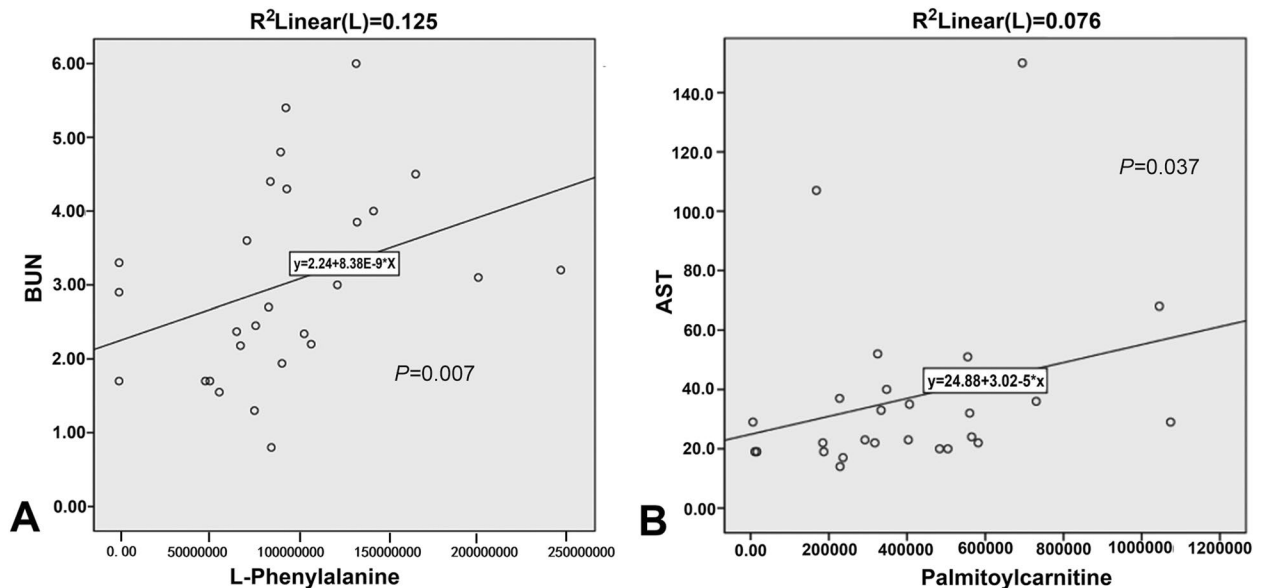 R²Linear(L)=0.125
6.00
5.00
4.00
3.00
2.00
1.00
0.00
BUN
y=2.24+8.38E-9*X
P=0.007
0.00 50000000 100000000 150000000 200000000 250000000
L-Phenylalanine
A
R²Linear(L)=0.076
140.0
120.0
100.0
80.0
60.0
40.0
20.0
0.00
AST
P=0.037
y=24.88+3.02-5*x
0.00 200000 400000 600000 800000 1000000 1200000
Palmitoylcarnitine
B